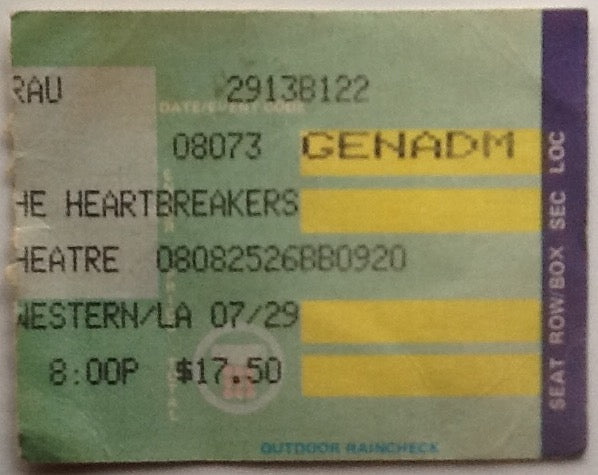 RAU 29138122
DATE/EVENT CODE
08073 GENADM
HE HEARTBREAKERS
HEATRE 08082526BB0920
WESTERN/LA 07/29
8:00P $17.50
OUTDOOR RAINCHECK
SEAT ROW/BOX SEC LOC